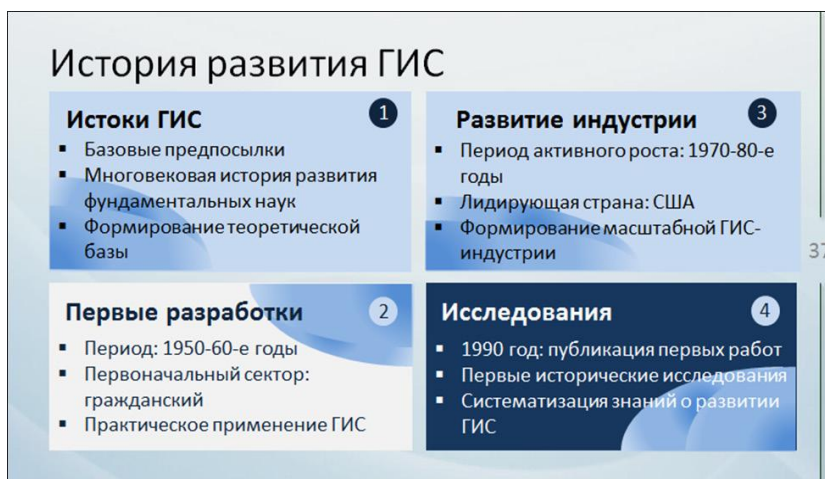 История развития ГИС
Истоки ГИС
1
▪ Базовые предпосылки
▪ Многовековая история развития
фундаментальных наук
▪ Формирование теоретической
базы
Первые разработки
2
▪ Период: 1950-60-е годы
▪ Первоначальный сектор:
гражданский
▪ Практическое применение ГИС
Развитие индустрии
3
▪ Период активного роста: 1970-80-е
годы
▪ Лидирующая страна: США
▪ Формирование масштабной ГИС-
индустрии
Исследования
4
▪ 1990 год: публикация первых работ
▪ Первые исторические исследования
▪ Систематизация знаний о развитии
ГИС
37